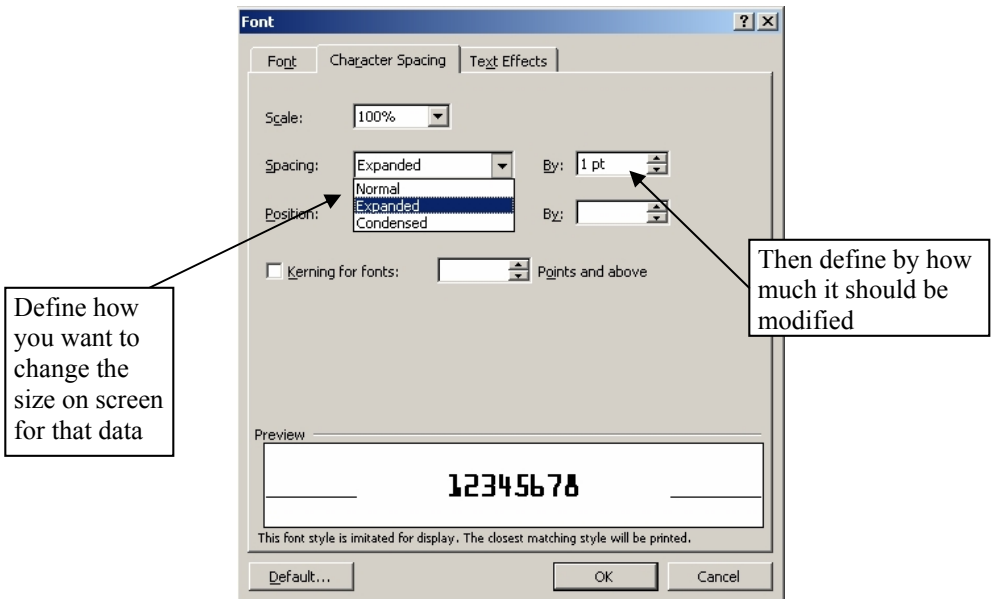 Font
Font Character Spacing Text Effects
Scale: 100%
Spacing: Expanded By: 1 pt
Normal
Expanded
Condensed
Position: By:
Kerning for fonts: Points and above
Define how
you want to
change the
size on screen
for that data
Then define by how
much it should be
modified
Preview
12345678
This font style is imitated for display. The closest matching style will be printed.
Default... OK Cancel